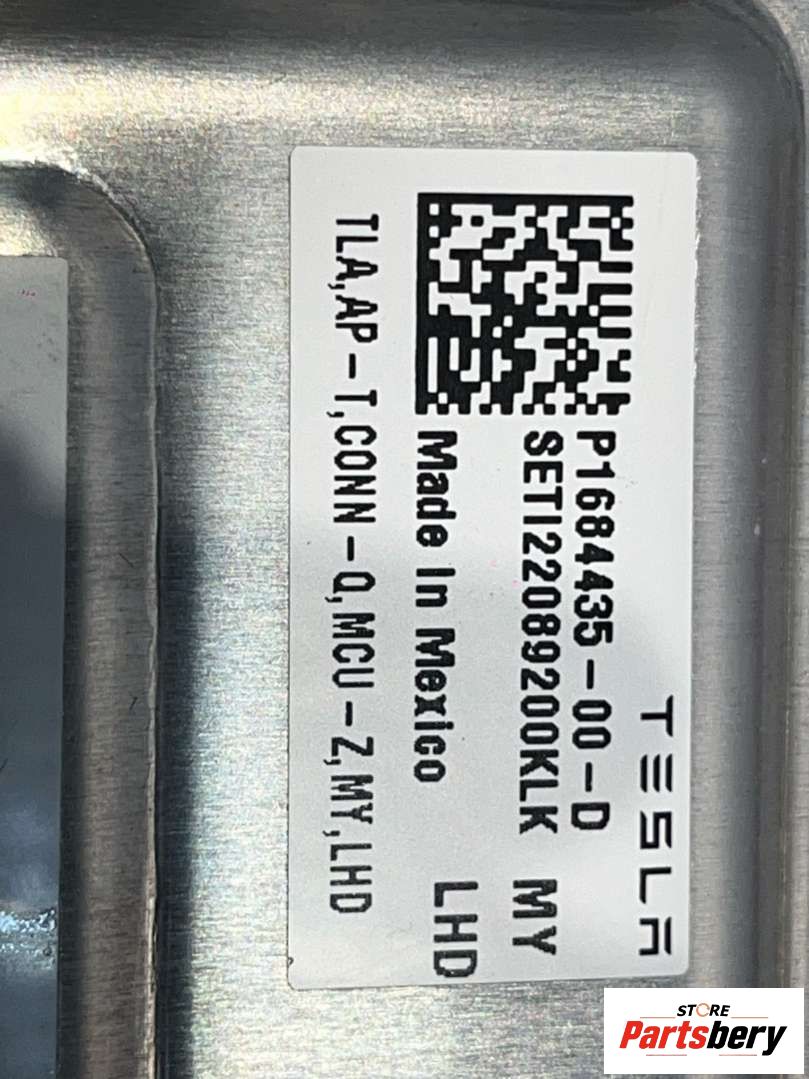 TESLA
P1684435-00-D
SETI22089200KLK MY
Made In Mexico LHD
TLA,AP-T,CONN-Q,MCU-Z,MY,LHD
STORE
Partsbery